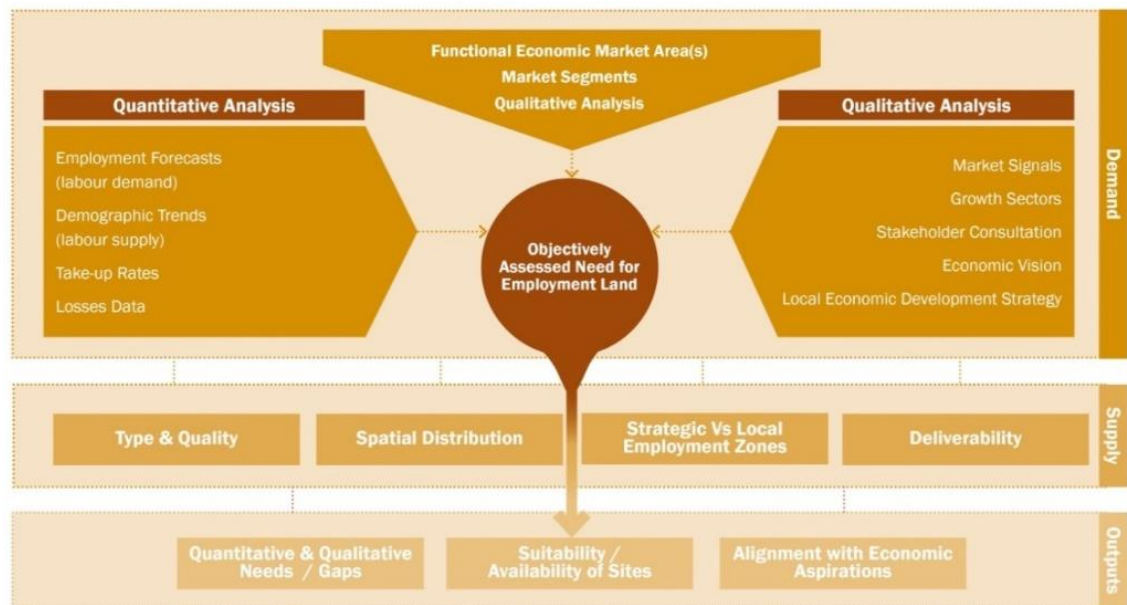 Functional Economic Market Area(s)
Market Segments
Qualitative Analysis
Quantitative Analysis
Employment Forecasts
(labour demand)
Demographic Trends
(labour supply)
Take-up Rates
Losses Data
Qualitative Analysis
Market Signals
Growth Sectors
Stakeholder Consultation
Economic Vision
Local Economic Development Strategy
Objectively
Assessed Need for
Employment Land
Demand
Type & Quality
Spatial Distribution
Strategic Vs Local
Employment Zones
Deliverability
Supply
Quantitative & Qualitative
Needs / Gaps
Suitability /
Availability of Sites
Alignment with Economic
Aspirations
Outputs